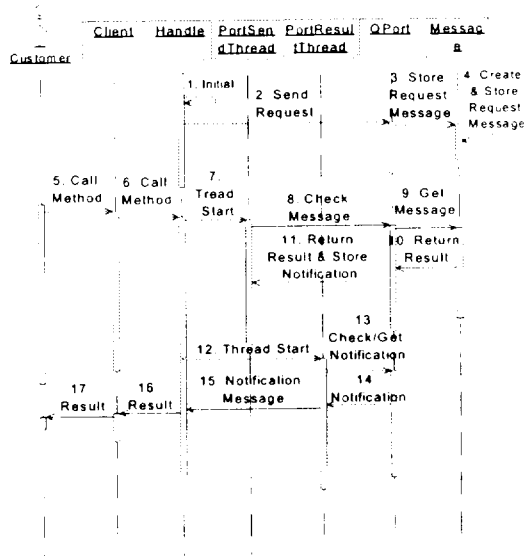 Client Handle PortSen PortResul QPort Messac
dThread tThread e
Customer
1. Initial
2 Send
Request
3 Store
Request
Message
4. Create
& Store
Request
Message
5. Call
Method
6 Call
Method
7.
Tread
Start
8. Check
Message
9 Get
Message
11. Return
Result & Store
Notification
0 Return
Result
12. Thread Start
13
Check/Get
Notification
17
Result
16
Result
15 Notification
Message
14
Notification